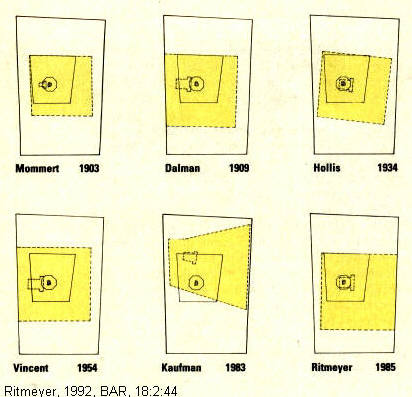 Mommert 1903 Dalman 1909 Hollis 1934
Vincent 1954 Kaufman 1983 Ritmeyer 1985
Ritmeyer, 1992, BAR, 18:2:44